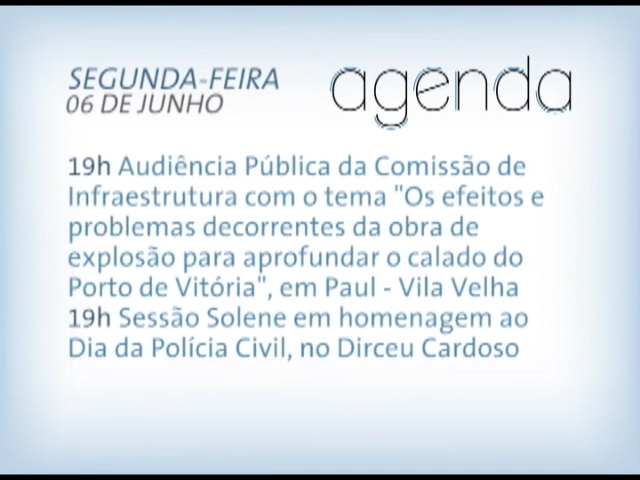 SEGUNDA-FEIRA
06 DE JUNHO
agenda
19h Audiência Pública da Comissão de
Infraestrutura com o tema "Os efeitos e
problemas decorrentes da obra de
explosão para aprofundar o calado do
Porto de Vitória", em Paul - Vila Velha
19h Sessão Solene em homenagem ao
Dia da Polícia Civil, no Dirceu Cardoso